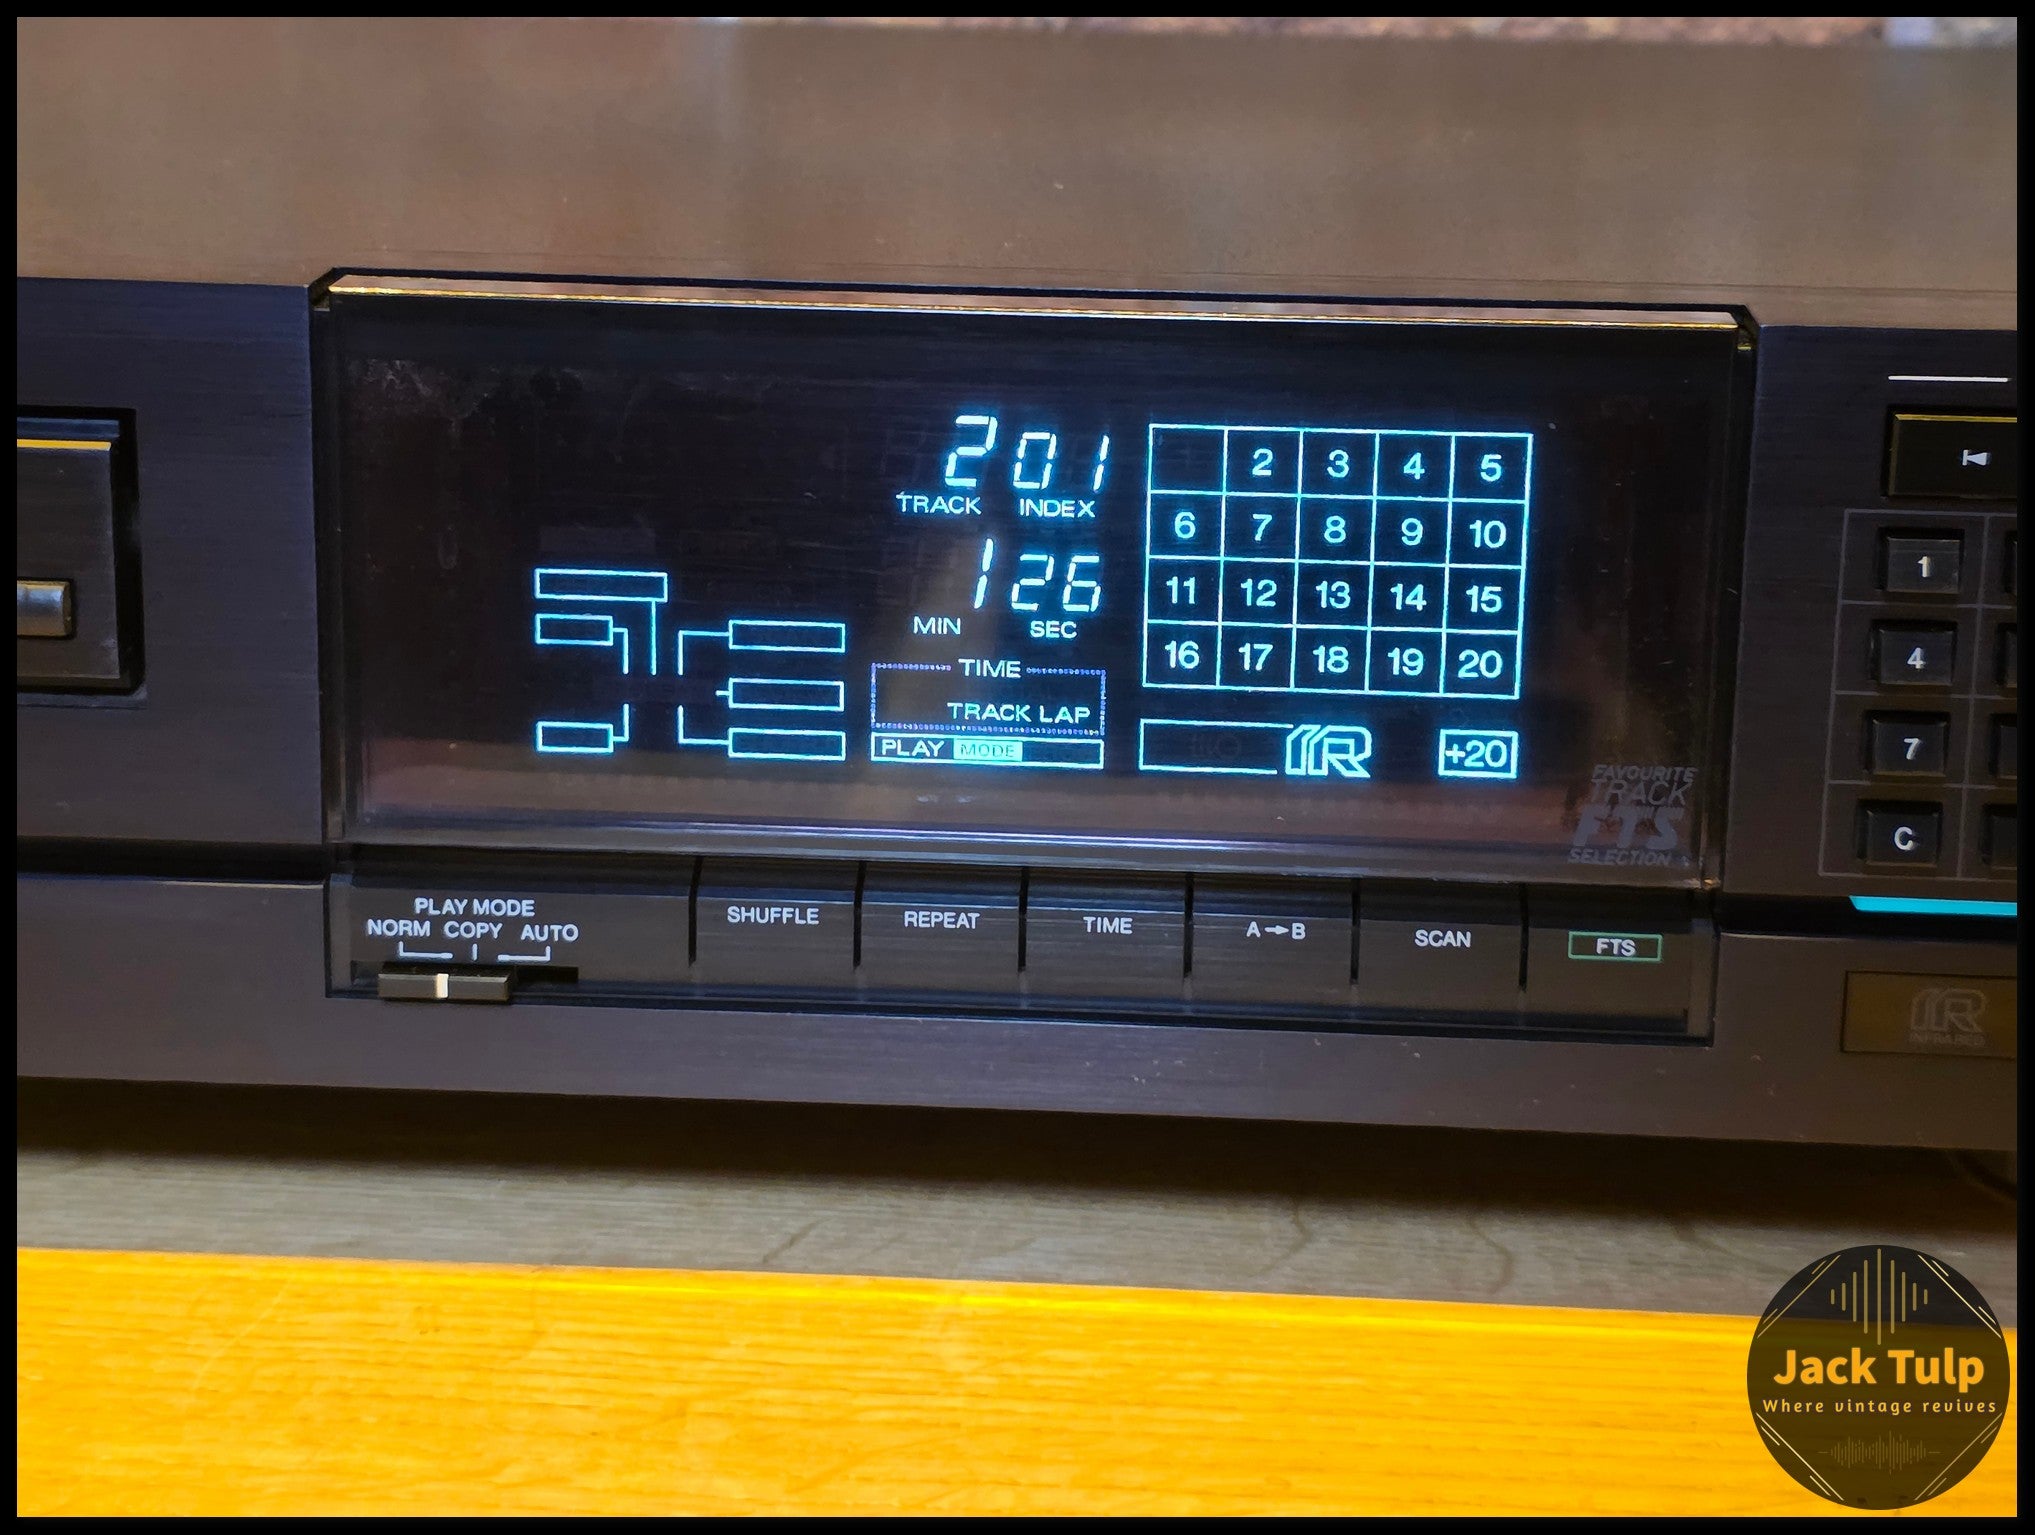 2 01
TRACK INDEX
1 26
MIN SEC
TIME
TRACK LAP
PLAY MODE
2 3 4 5
6 7 8 9 10
11 12 13 14 15
16 17 18 19 20
IR +20
FAVOURITE
TRACK
FTS
SELECTION
PLAY MODE
NORM COPY AUTO
SHUFFLE
REPEAT
TIME
A→B
SCAN
FTS
1
4
7
C
IR
INFRARED
Jack Tulp
Where vintage revives